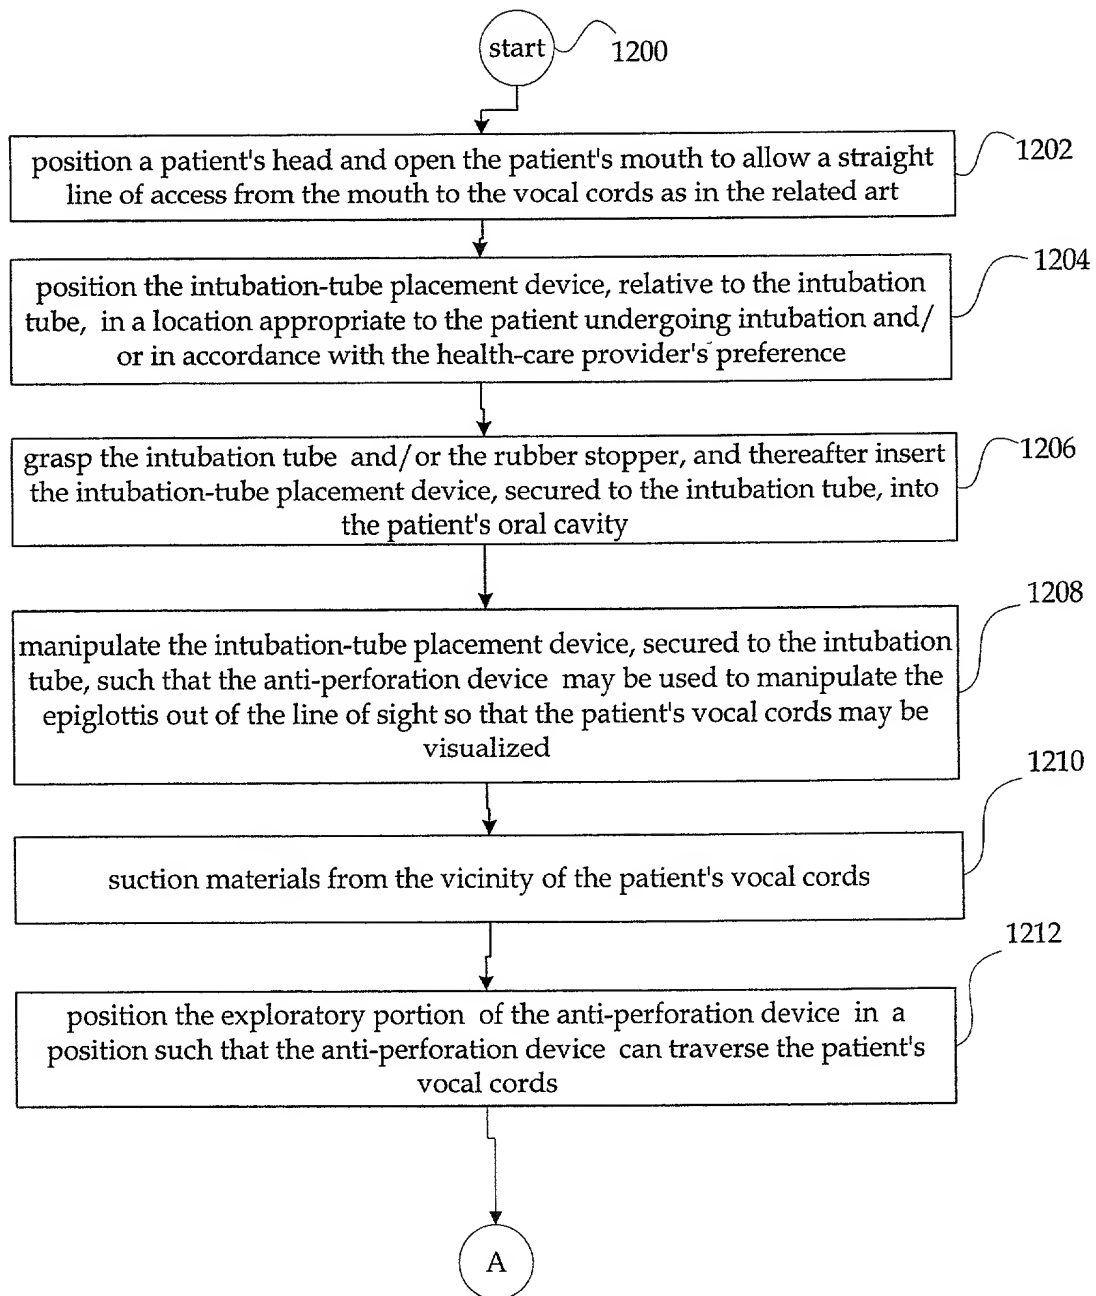 start
1200
position a patient's head and open the patient's mouth to allow a straight
line of access from the mouth to the vocal cords as in the related art
1202
position the intubation-tube placement device, relative to the intubation
tube, in a location appropriate to the patient undergoing intubation and/
or in accordance with the health-care provider's preference
1204
grasp the intubation tube and/or the rubber stopper, and thereafter insert
the intubation-tube placement device, secured to the intubation tube, into
the patient's oral cavity
1206
manipulate the intubation-tube placement device, secured to the intubation
tube, such that the anti-perforation device may be used to manipulate the
epiglottis out of the line of sight so that the patient's vocal cords may be
visualized
1208
suction materials from the vicinity of the patient's vocal cords
1210
position the exploratory portion of the anti-perforation device in a
position such that the anti-perforation device can traverse the patient's
vocal cords
1212
A